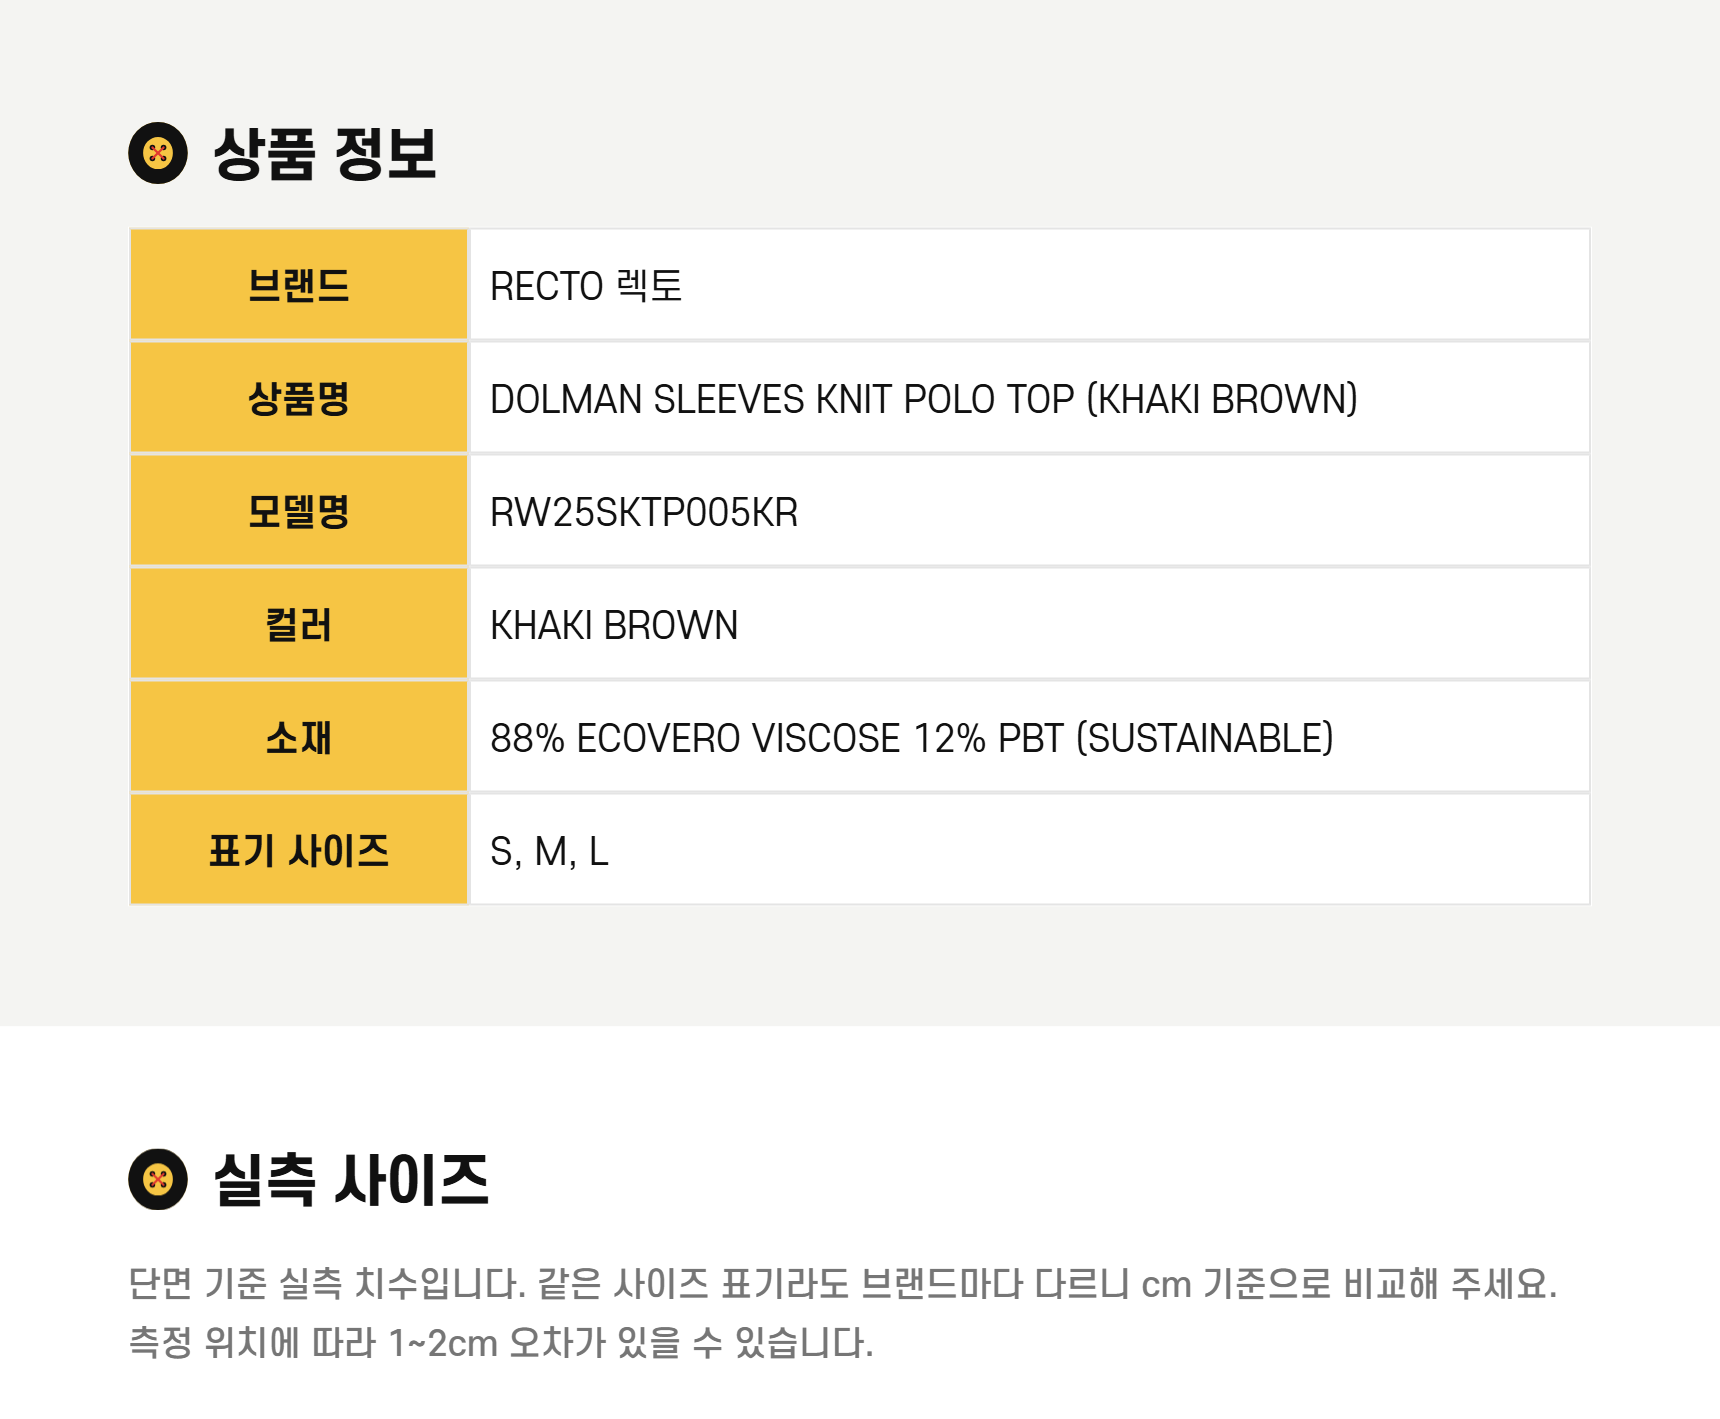 상품 정보
브랜드 RECTO 렉토
상품명 DOLMAN SLEEVES KNIT POLO TOP (KHAKI BROWN)
모델명 RW25SKTP005KR
컬러 KHAKI BROWN
소재 88% ECOVERO VISCOSE 12% PBT (SUSTAINABLE)
표기 사이즈 S, M, L
실측 사이즈
단면 기준 실측 치수입니다. 같은 사이즈 표기라도 브랜드마다 다르니 cm 기준으로 비교해 주세요.
측정 위치에 따라 1~2cm 오차가 있을 수 있습니다.